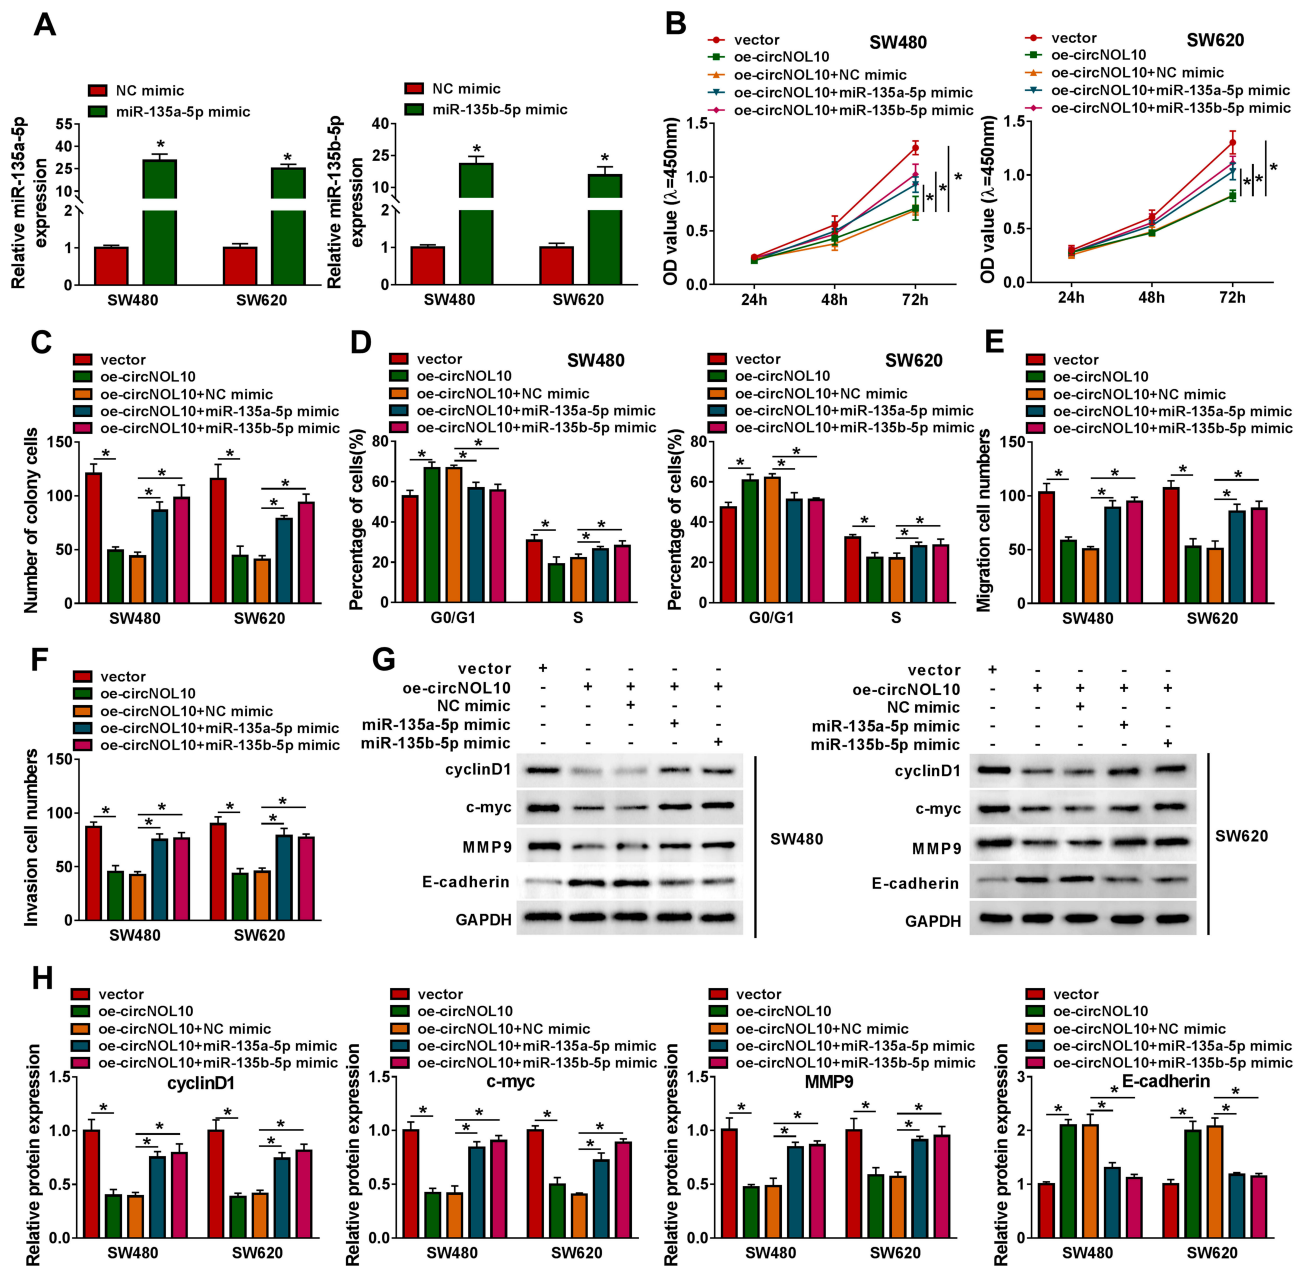 A
NC mimic
miR-135a-5p mimic
Relative miR-135a-5p
expression
55
40
25
10
2
1
0
*
*
SW480
SW620
NC mimic
miR-135b-5p mimic
Relative miR-135b-5p
expression
40
25
10
2
1
0
*
*
SW480
SW620
B
vector
oe-circNOL10
oe-circNOL10+NC mimic
oe-circNOL10+miR-135a-5p mimic
oe-circNOL10+miR-135b-5p mimic
SW480
OD value (λ=450nm)
1.5
1.0
0.5
0.0
24h
48h
72h
* * *
vector
oe-circNOL10
oe-circNOL10+NC mimic
oe-circNOL10+miR-135a-5p mimic
oe-circNOL10+miR-135b-5p mimic
SW620
OD value (λ=450nm)
1.5
1.0
0.5
0.0
24h
48h
72h
* * *
C
vector
oe-circNOL10
oe-circNOL10+NC mimic
oe-circNOL10+miR-135a-5p mimic
oe-circNOL10+miR-135b-5p mimic
Number of colony cells
150
100
50
0
* * *
* * *
SW480
SW620
D
vector
oe-circNOL10
oe-circNOL10+NC mimic
oe-circNOL10+miR-135a-5p mimic
oe-circNOL10+miR-135b-5p mimic
SW480
Percentage of cells(%)
80
60
40
20
0
* * *
* * *
G0/G1
S
vector
oe-circNOL10
oe-circNOL10+NC mimic
oe-circNOL10+miR-135a-5p mimic
oe-circNOL10+miR-135b-5p mimic
SW620
Percentage of cells(%)
80
60
40
20
0
* * *
* * *
G0/G1
S
E
vector
oe-circNOL10
oe-circNOL10+NC mimic
oe-circNOL10+miR-135a-5p mimic
oe-circNOL10+miR-135b-5p mimic
Migration cell numbers
150
100
50
0
* * *
* * *
SW480
SW620
F
vector
oe-circNOL10
oe-circNOL10+NC mimic
oe-circNOL10+miR-135a-5p mimic
oe-circNOL10+miR-135b-5p mimic
Invasion cell numbers
150
100
50
0
* * *
* * *
SW480
SW620
G
vector + - - - -
oe-circNOL10 - + + + +
NC mimic - - + - -
miR-135a-5p mimic - - - + -
miR-135b-5p mimic - - - - +
cyclinD1
c-myc
MMP9
E-cadherin
GAPDH
SW480
vector + - - - -
oe-circNOL10 - + + + +
NC mimic - - + - -
miR-135a-5p mimic - - - + -
miR-135b-5p mimic - - - - +
cyclinD1
c-myc
MMP9
E-cadherin
GAPDH
SW620
H
vector
oe-circNOL10
oe-circNOL10+NC mimic
oe-circNOL10+miR-135a-5p mimic
oe-circNOL10+miR-135b-5p mimic
cyclinD1
Relative protein expression
1.5
1.0
0.5
0.0
* * *
* * *
SW480
SW620
vector
oe-circNOL10
oe-circNOL10+NC mimic
oe-circNOL10+miR-135a-5p mimic
oe-circNOL10+miR-135b-5p mimic
c-myc
Relative protein expression
1.5
1.0
0.5
0.0
* * *
* * *
SW480
SW620
vector
oe-circNOL10
oe-circNOL10+NC mimic
oe-circNOL10+miR-135a-5p mimic
oe-circNOL10+miR-135b-5p mimic
MMP9
Relative protein expression
1.5
1.0
0.5
0.0
* * *
* * *
SW480
SW620
vector
oe-circNOL10
oe-circNOL10+NC mimic
oe-circNOL10+miR-135a-5p mimic
oe-circNOL10+miR-135b-5p mimic
E-cadherin
Relative protein expression
3
2
1
0
* * *
* * *
SW480
SW620